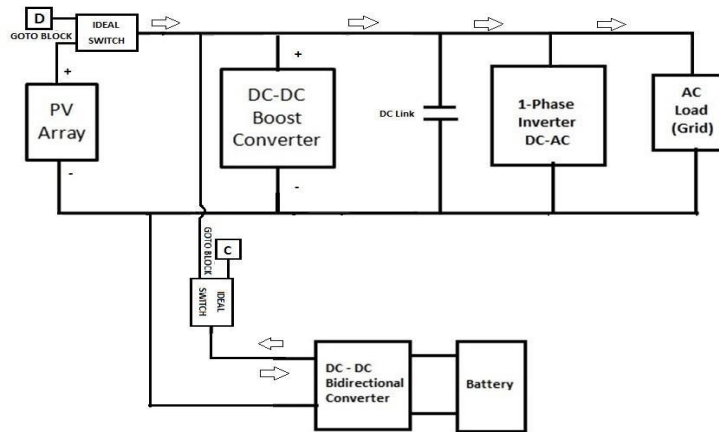 D
GOTO BLOCK
IDEAL
SWITCH
+
PV
Array
-
+
DC-DC
Boost
Converter
-
DC Link
1-Phase
Inverter
DC-AC
AC
Load
(Grid)
GOTO BLOCK
C
IDEAL
SWITCH
DC - DC
Bidirectional
Converter
Battery